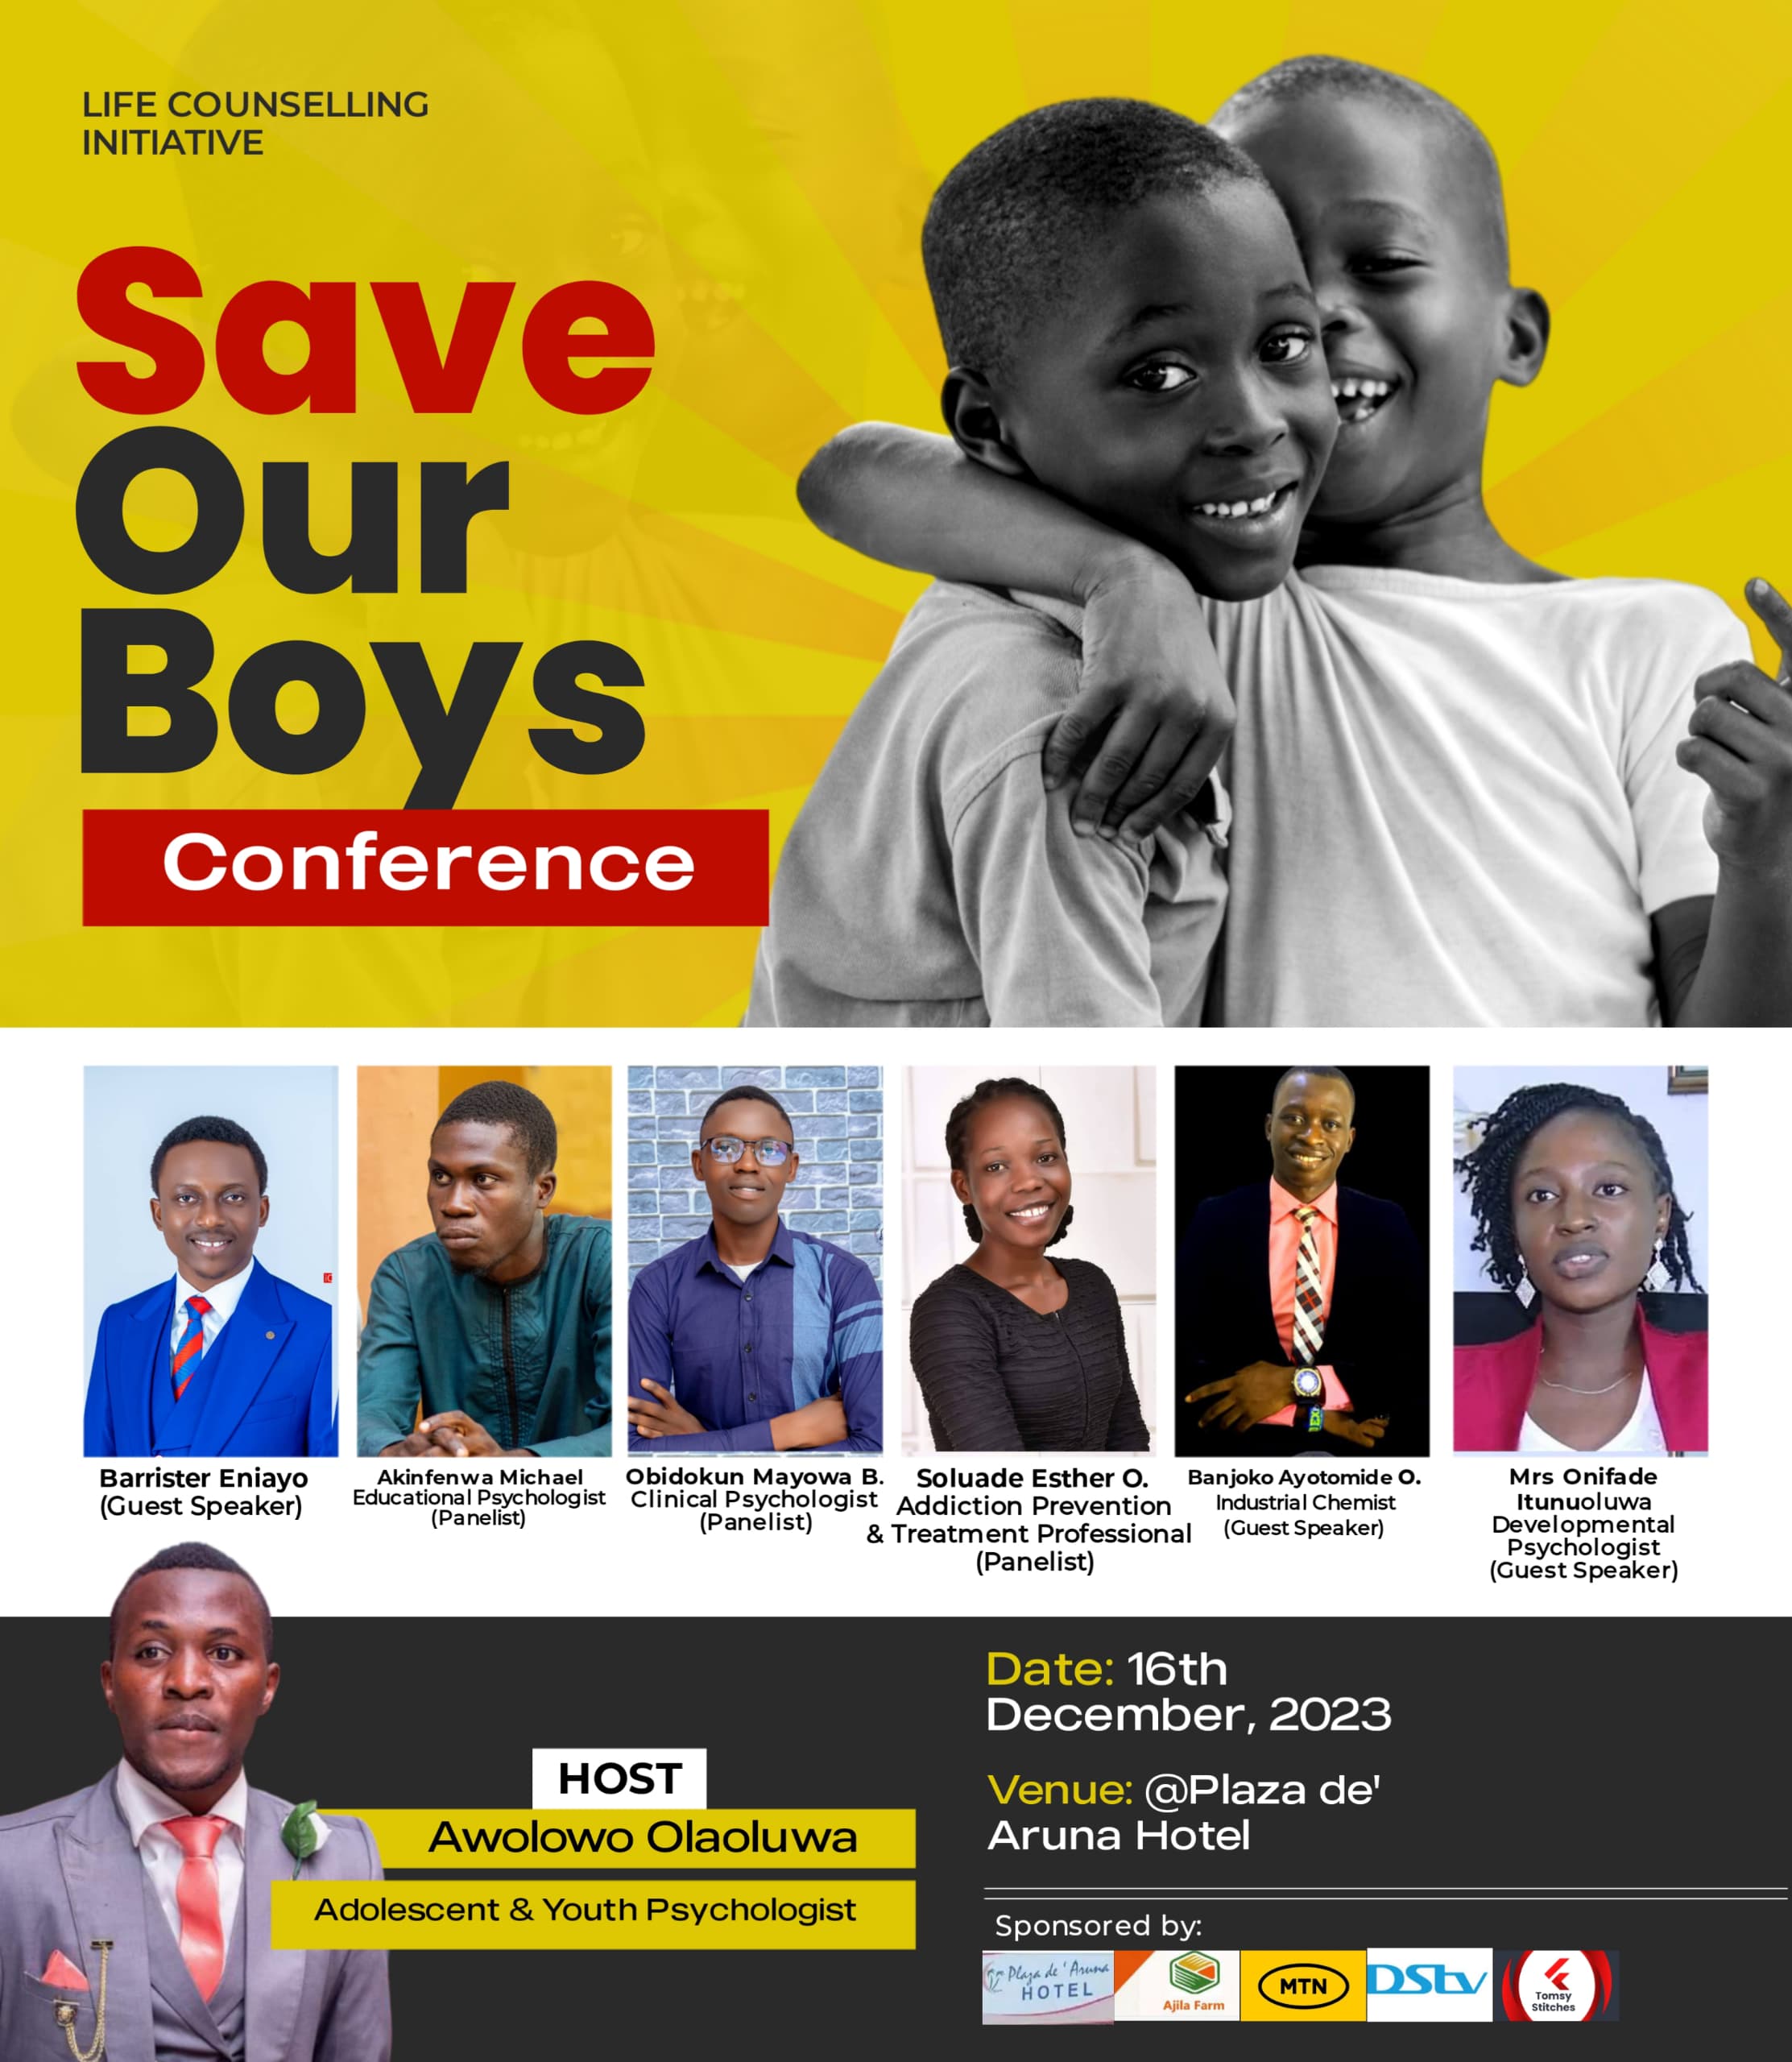 LIFE COUNSELLING
INITIATIVE
Save
Our
Boys
Conference
Barrister Eniayo
(Guest Speaker)
Akinfenwa Michael
Educational Psychologist
(Panelist)
Obidokun Mayowa B.
Clinical Psychologist
(Panelist)
Soluade Esther O.
Addiction Prevention
& Treatment Professional
(Panelist)
Banjoko Ayotomide O.
Industrial Chemist
(Guest Speaker)
Mrs Onifade
Itunuoluwa
Developmental
Psychologist
(Guest Speaker)
HOST
Awolowo Olaoluwa
Adolescent & Youth Psychologist
Date: 16th
December, 2023
Venue: @Plaza de'
Aruna Hotel
Sponsored by:
Plaza de' Aruna
HOTEL
Ajila Farm
MTN
DStv
Tomsy
Stitches